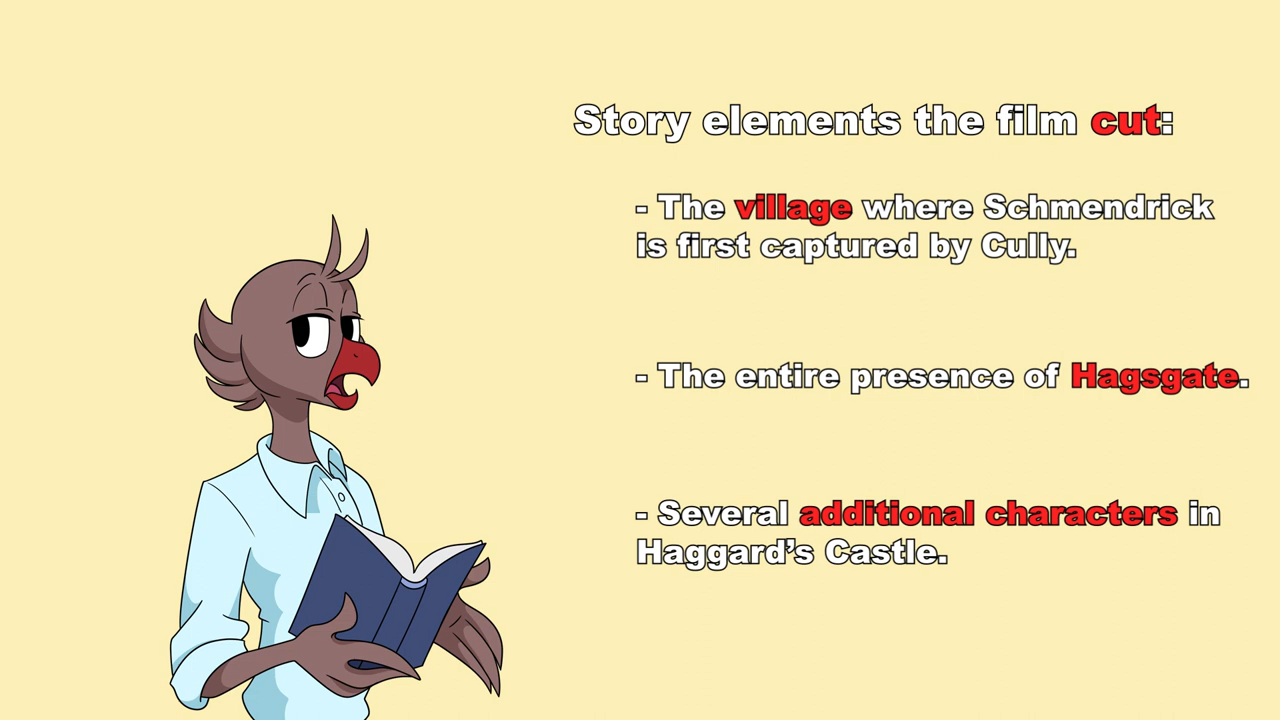 Story elements the film cut:
- The village where Schmendrick
is first captured by Cully.
- The entire presence of Hagsgate.
- Several additional characters in
Haggard’s Castle.